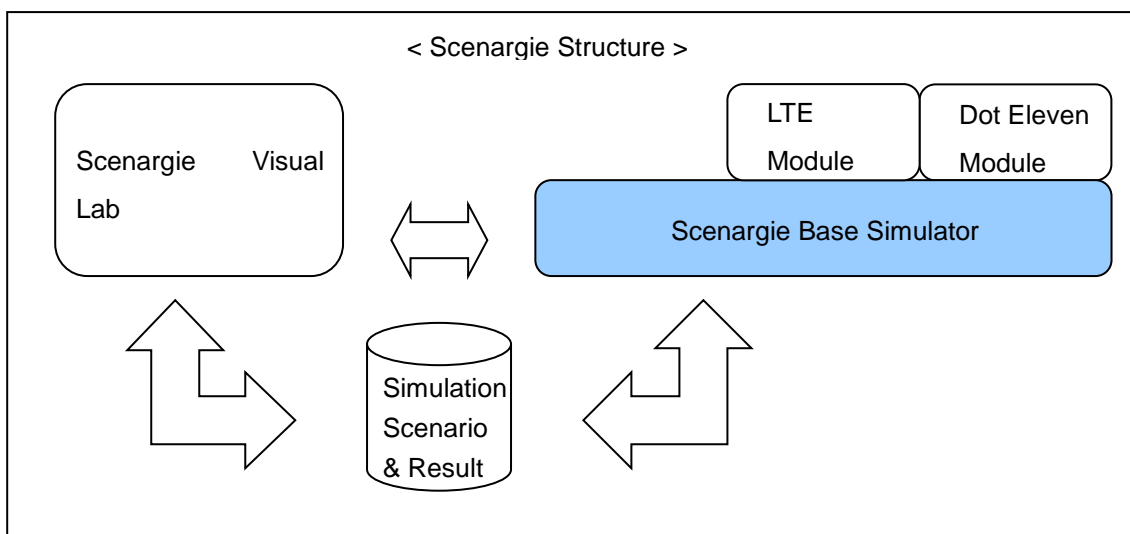 < Scenargie Structure >
Scenargie Visual
Lab
LTE
Module
Dot Eleven
Module
Scenargie Base Simulator
Simulation
Scenario
& Result